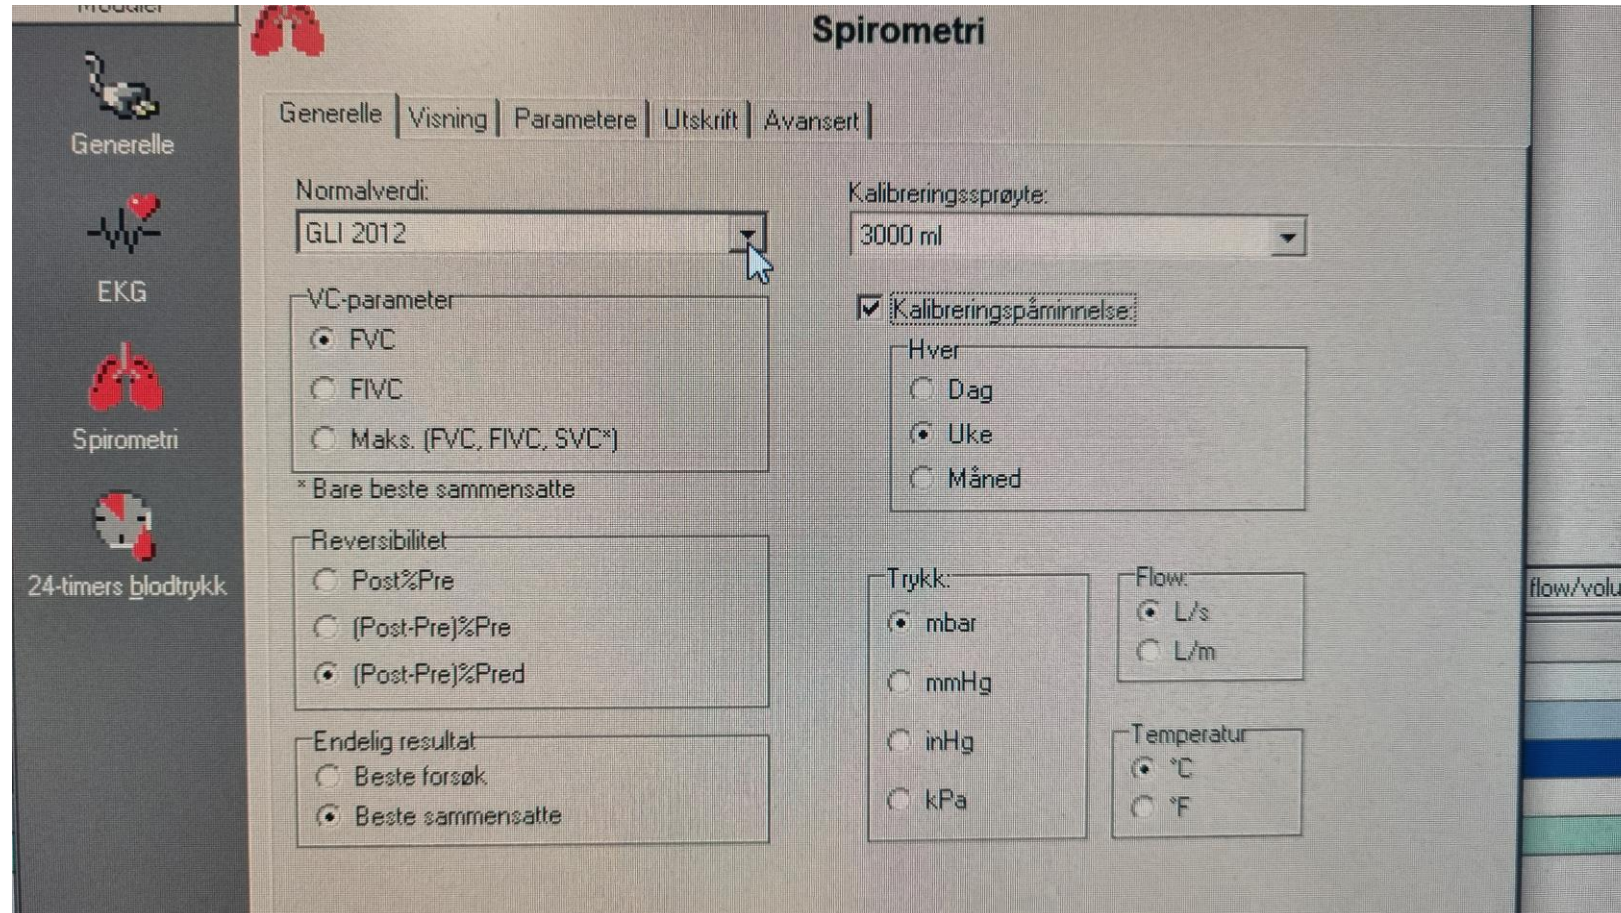 Moduler
Generelle
EKG
Spirometri
24-timers blodtrykk
Spirometri
Generelle
Visning
Parametere
Utskrift
Avansert
Normalverdi:
GLI 2012
VC-parameter
FVC
FIVC
Maks. (FVC, FIVC, SVC*)
* Bare beste sammensatte
Reversibilitet
Post%Pre
(Post-Pre)%Pre
(Post-Pre)%Pred
Endelig resultat
Beste forsøk
Beste sammensatte
Kalibreringssprøyte:
3000 ml
Kalibreringspåminnelse:
Hver
Dag
Uke
Måned
Trykk:
mbar
mmHg
inHg
kPa
Flow:
L/s
L/m
Temperatur
°C
°F
flow/volu